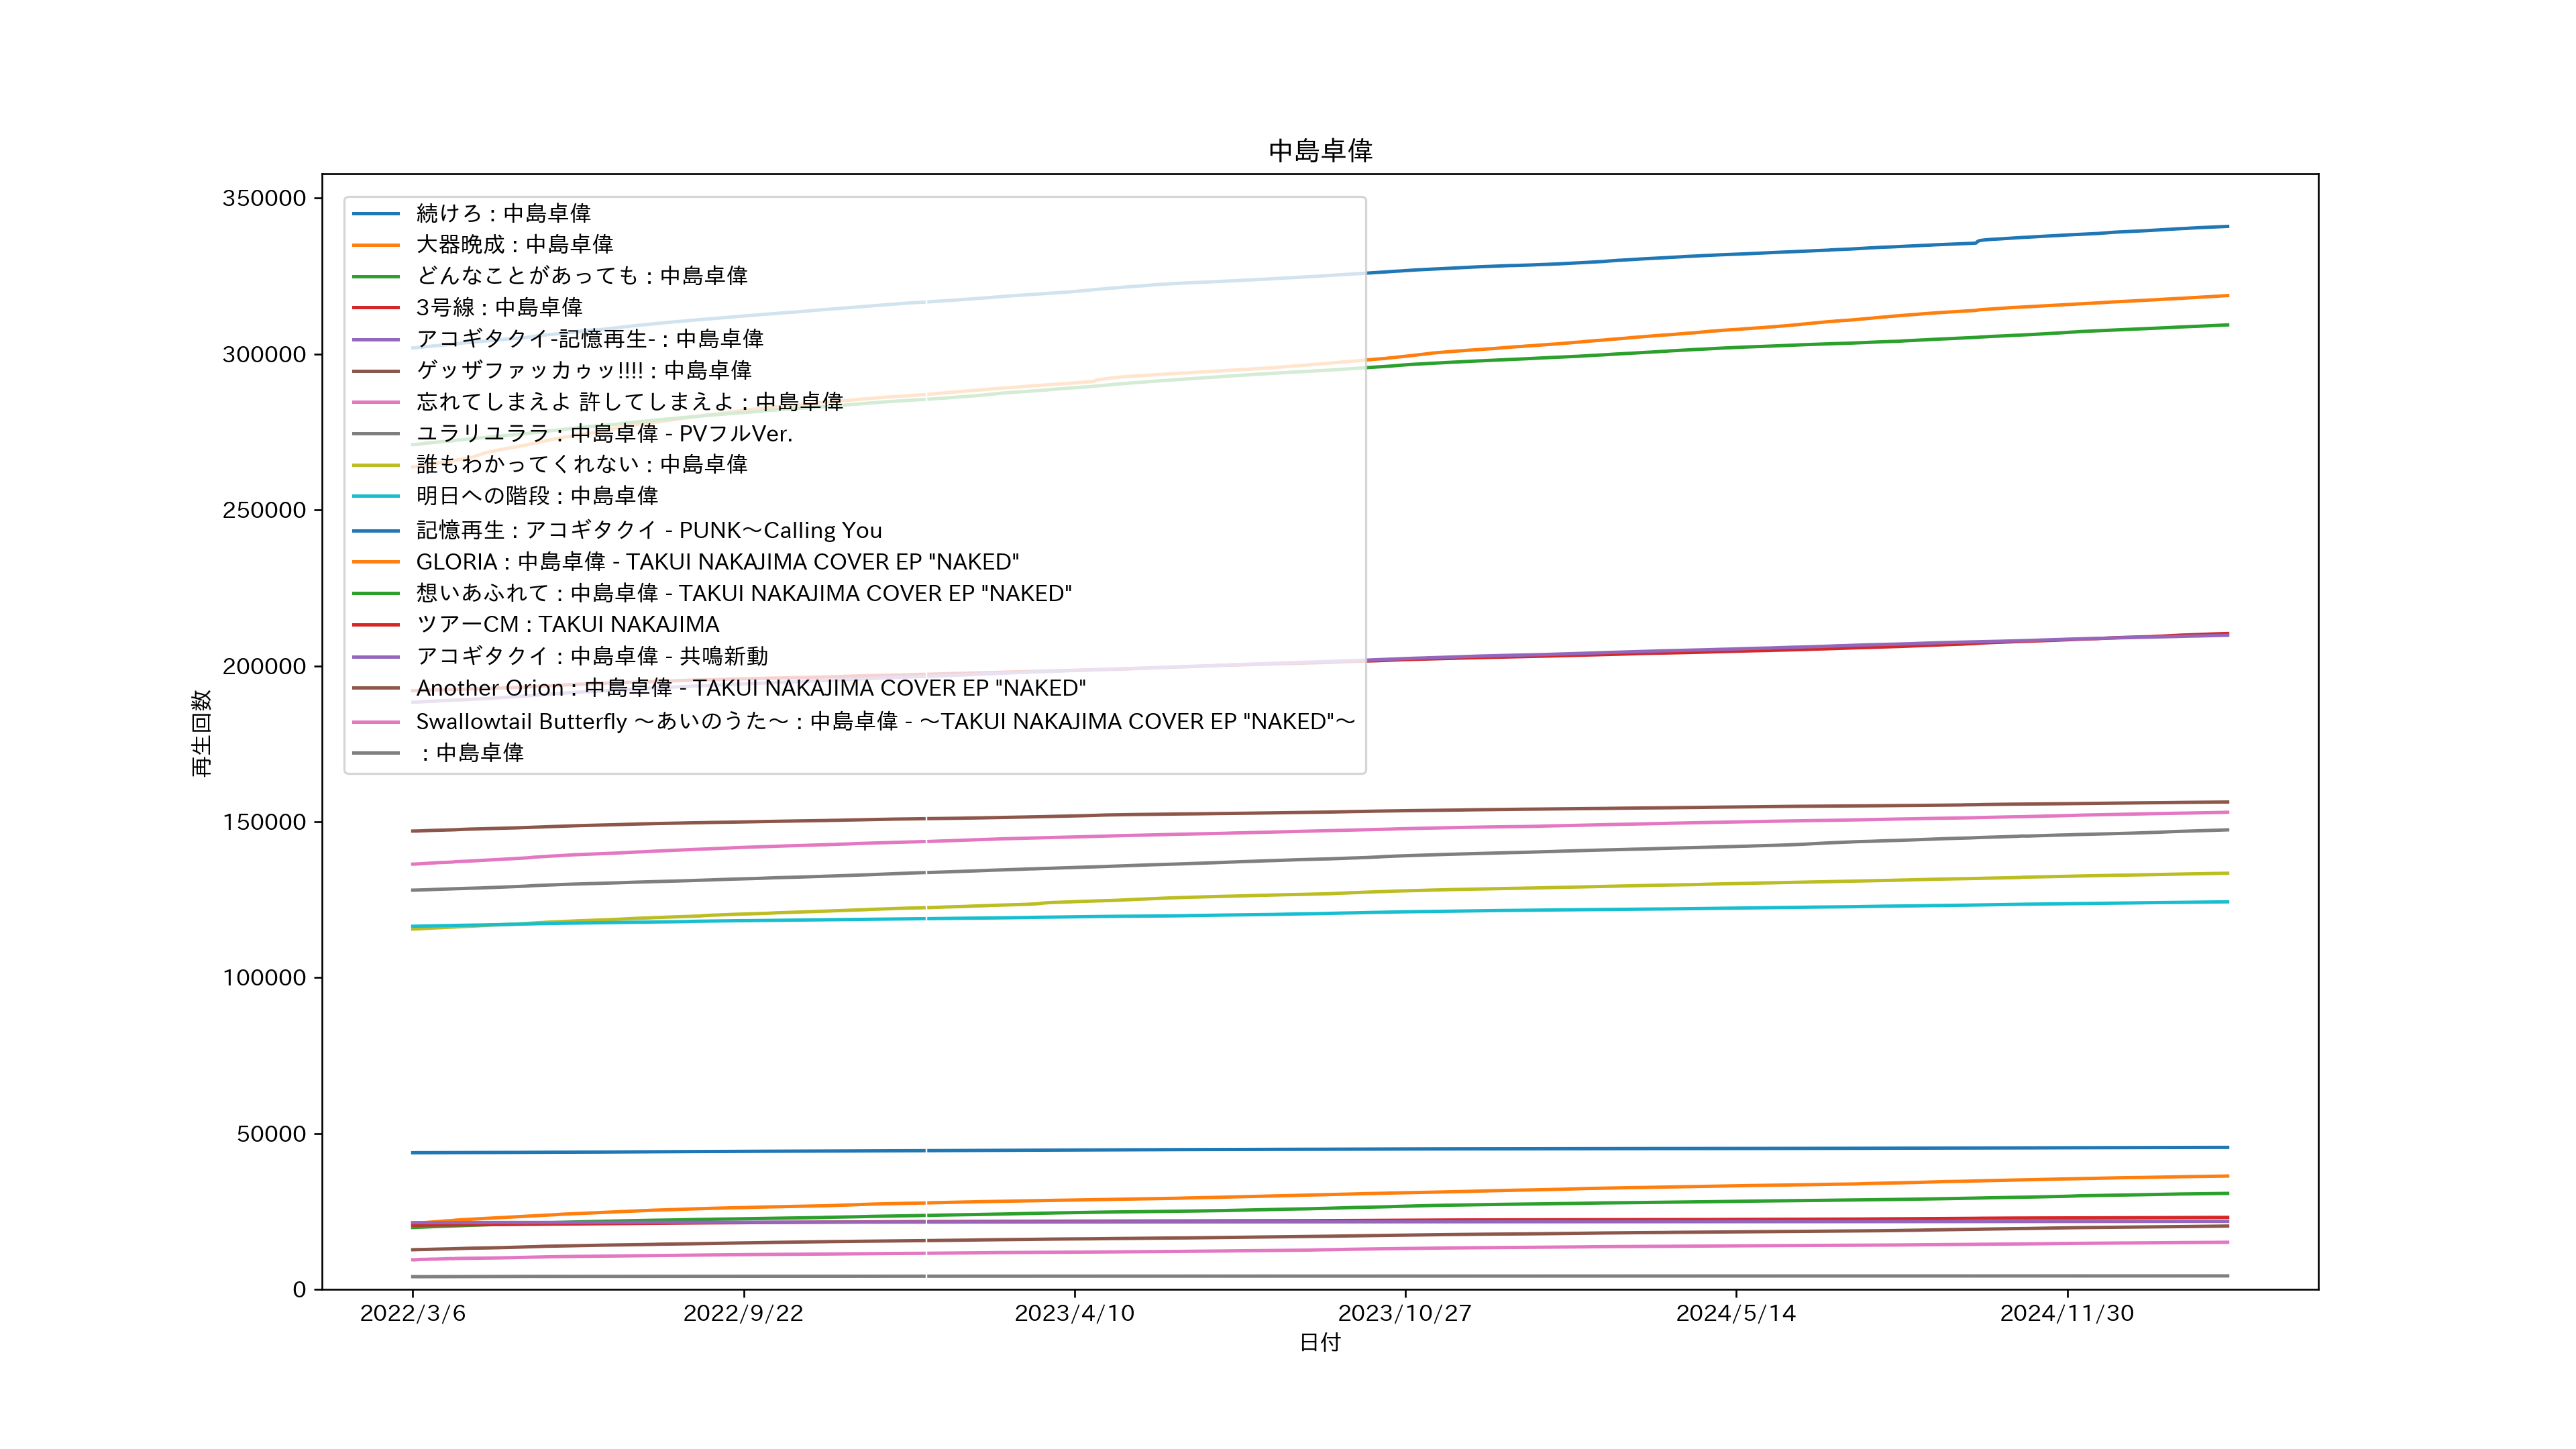 中島卓偉
350000
300000
250000
200000
150000
100000
50000
0
再生回数
続けろ : 中島卓偉
大器晩成 : 中島卓偉
どんなことがあっても : 中島卓偉
3号線 : 中島卓偉
アコギタクイ-記憶再生- : 中島卓偉
ゲッザファッカゥッ!!!! : 中島卓偉
忘れてしまえよ 許してしまえよ : 中島卓偉
ユラリユララ : 中島卓偉 - PVフルVer.
誰もわかってくれない : 中島卓偉
明日への階段 : 中島卓偉
記憶再生 : アコギタクイ - PUNK～Calling You
GLORIA : 中島卓偉 - TAKUI NAKAJIMA COVER EP "NAKED"
想いあふれて : 中島卓偉 - TAKUI NAKAJIMA COVER EP "NAKED"
ツアーCM : TAKUI NAKAJIMA
アコギタクイ : 中島卓偉 - 共鳴新動
Another Orion : 中島卓偉 - TAKUI NAKAJIMA COVER EP "NAKED"
Swallowtail Butterfly ～あいのうた～ : 中島卓偉 - ～TAKUI NAKAJIMA COVER EP "NAKED"～
: 中島卓偉
2022/3/6
2022/9/22
2023/4/10
2023/10/27
2024/5/14
2024/11/30
日付